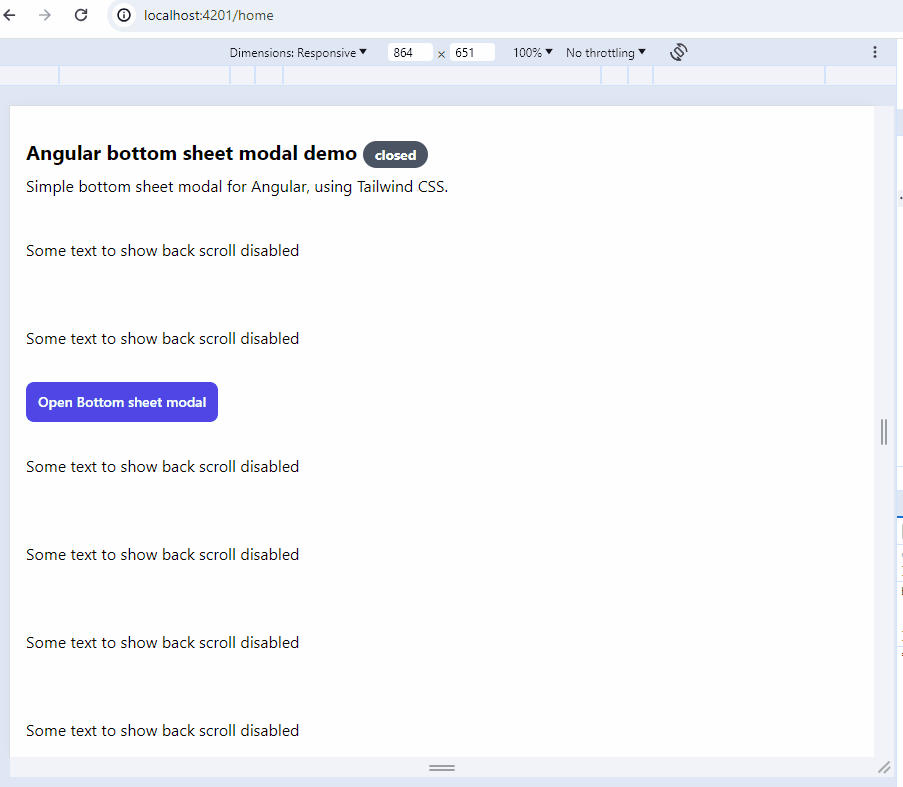 localhost:4201/home
Dimensions: Responsive 864 × 651 100% No throttling
Angular bottom sheet modal demo closed
Simple bottom sheet modal for Angular, using Tailwind CSS.
Some text to show back scroll disabled
Some text to show back scroll disabled
Open Bottom sheet modal
Some text to show back scroll disabled
Some text to show back scroll disabled
Some text to show back scroll disabled
Some text to show back scroll disabled